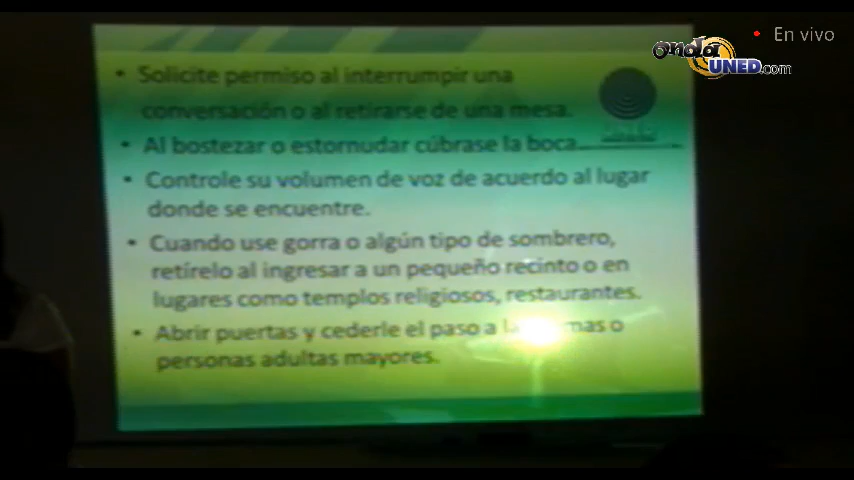 En vivo
onda
UNED.com
• Solicite permiso al interrumpir una
conversación o al retirarse de una mesa.
• Al bostezar o estornudar cúbrase la boca.
• Controle su volumen de voz de acuerdo al lugar
donde se encuentre.
• Cuando use gorra o algún tipo de sombrero,
retírelo al ingresar a un pequeño recinto o en
lugares como templos religiosos, restaurantes.
• Abrir puertas y cederle el paso a o
personas adultas mayores.